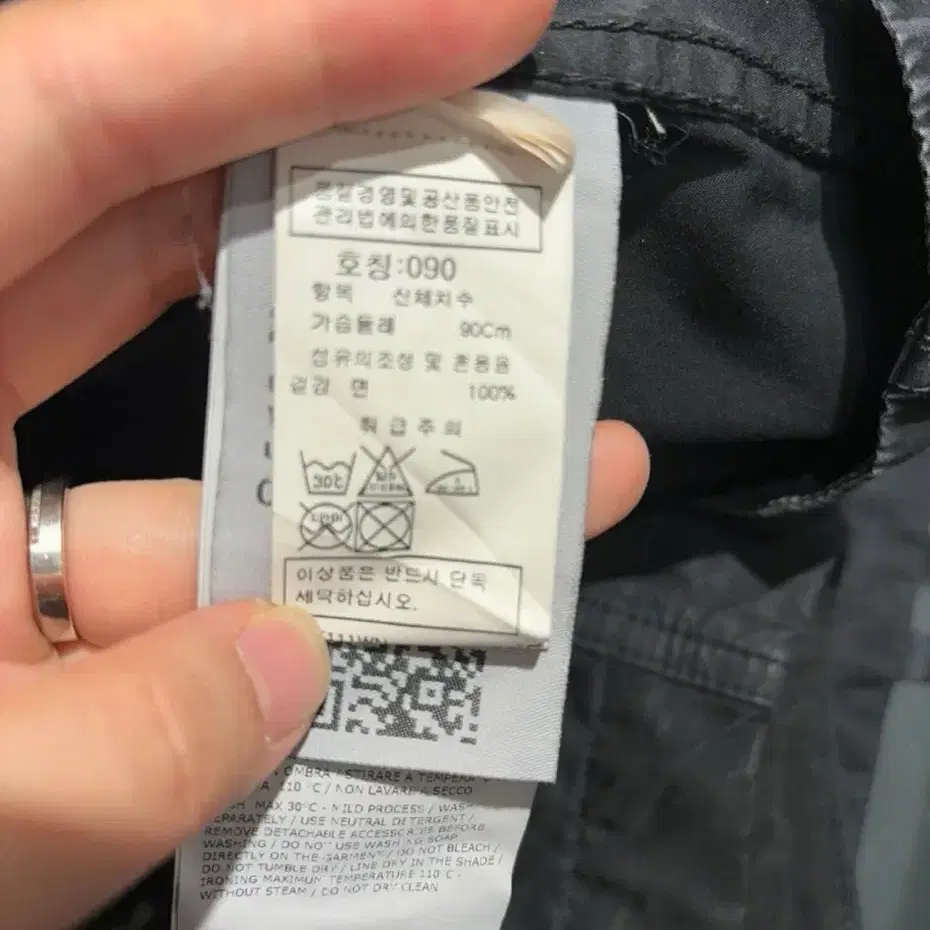 품질경영및공산품안전
관리법에의한품질표시
호칭:090
항목 신체치수
가슴둘레 90Cm
섬유의조성 및 혼용율
겉감 면 100%
취급주의
30℃
이상품은 반드시 단독
세탁하십시오.
111WN
OMBRA STIRARE A TEMPERA
A 110°C / NON LAVARE A SECCO
MAX 30°C - MILD PROCESS / WASH
EPARATELY / USE NEUTRAL DETERGENT /
REMOVE DETACHABLE ACCESSORIES BEFORE
WASHING / DO NOT USE WASHING SOAP
DIRECTLY ON THE GARMENT / DO NOT BLEACH /
DO NOT TUMBLE DRY / LINE DRY IN THE SHADE /
IRONING MAXIMUM TEMPERATURE 110°C -
WITHOUT STEAM / DO NOT DRY CLEAN